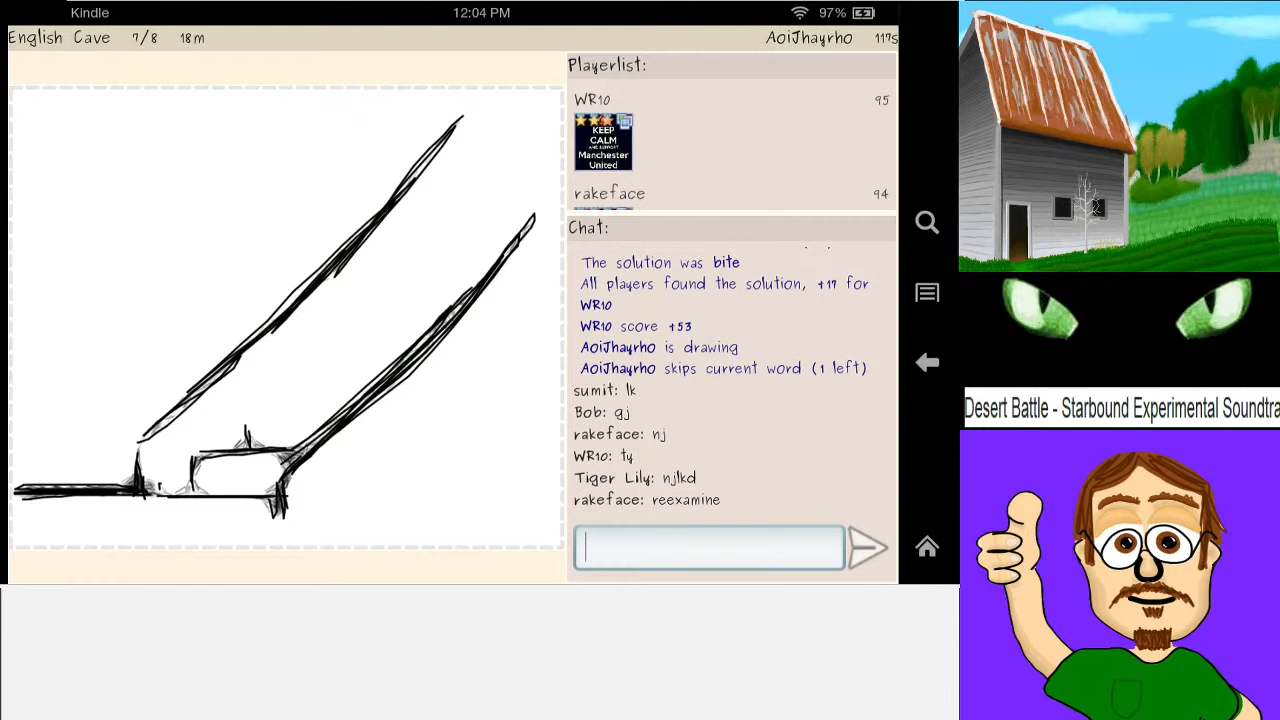 Kindle 12:04 PM 97%
English Cave 7/8 18m AoiJhayrho 117s
Playerlist:
WR10 95
KEEP
CALM
AND SUPPORT
Manchester
United
rakeface 94
Chat:
The solution was bite
All players found the solution, +17 for
WR10
WR10 score +53
AoiJhayrho is drawing
AoiJhayrho skips current word (1 left)
sumit: lk
Bob: gj
rakeface: nj
WR10: ty
Tiger Lily: njlkd
rakeface: reexamine
Desert Battle - Starbound Experimental Soundtra